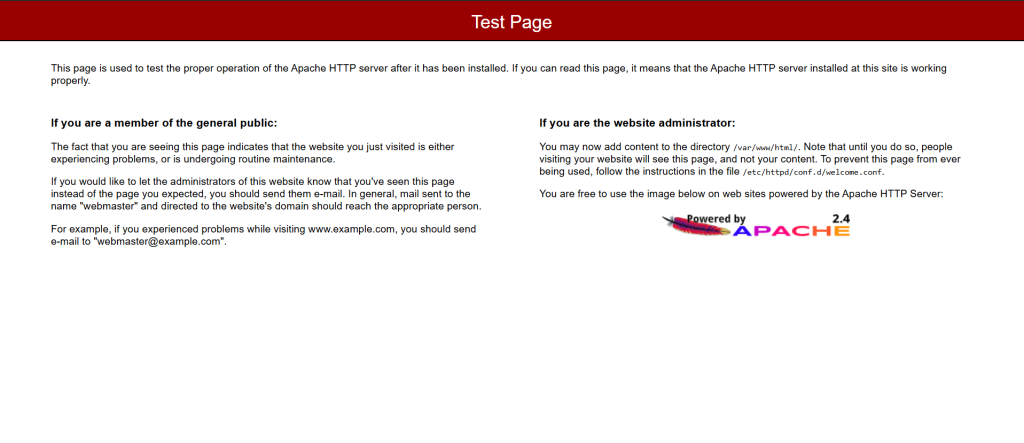 Test Page
This page is used to test the proper operation of the Apache HTTP server after it has been installed. If you can read this page, it means that the Apache HTTP server installed at this site is working
properly.
If you are a member of the general public:
The fact that you are seeing this page indicates that the website you just visited is either
experiencing problems, or is undergoing routine maintenance.
If you would like to let the administrators of this website know that you've seen this page
instead of the page you expected, you should send them e-mail. In general, mail sent to the
name "webmaster" and directed to the website's domain should reach the appropriate person.
For example, if you experienced problems while visiting www.example.com, you should send
e-mail to "webmaster@example.com".
If you are the website administrator:
You may now add content to the directory /var/www/html/. Note that until you do so, people
visiting your website will see this page, and not your content. To prevent this page from ever
being used, follow the instructions in the file /etc/httpd/conf.d/welcome.conf.
You are free to use the image below on web sites powered by the Apache HTTP Server:
Powered by 2.4
APACHE